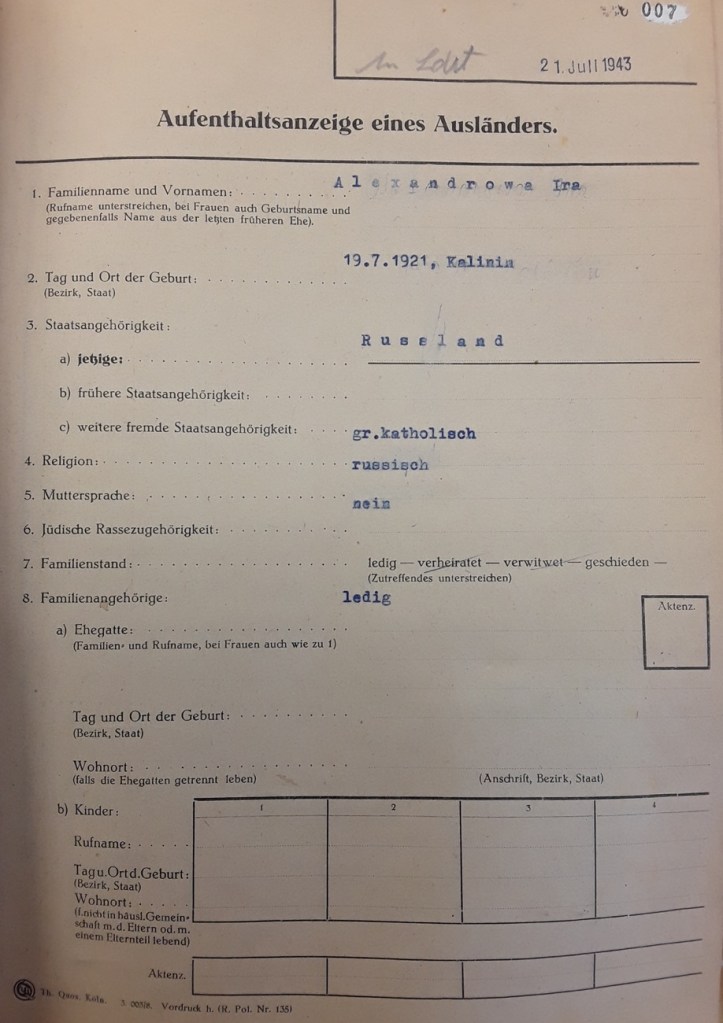 007
21. Juli 1943
Aufenthaltsanzeige eines Ausländers.
1. Familienname und Vornamen: Alexandrowa Ira
(Rufname unterstreichen, bei Frauen auch Geburtsname und
gegebenenfalls Name aus der letzten früheren Ehe).
19.7.1921, Kalinin
2. Tag und Ort der Geburt:
(Bezirk, Staat)
3. Staatsangehörigkeit:
Russland
a) jetzige:
b) frühere Staatsangehörigkeit:
c) weitere fremde Staatsangehörigkeit: gr.katholisch
4. Religion: russisch
5. Muttersprache: nein
6. Jüdische Rassezugehörigkeit:
7. Familienstand: ledig — verheiratet — verwitwet — geschieden —
(Zutreffendes unterstreichen)
8. Familienangehörige: ledig
Aktenz.
a) Ehegatte:
(Familien- und Rufname, bei Frauen auch wie zu 1)
Tag und Ort der Geburt:
(Bezirk, Staat)
Wohnort:
(falls die Ehegatten getrennt leben) (Anschrift, Bezirk, Staat)
b) Kinder: 1 2 3 4
Rufname:
Tag u. Ort d. Geburt:
(Bezirk, Staat)
Wohnort:
(f. nicht in häusl. Gemein-
schaft m. d. Eltern od. m.
einem Elternteil lebend)
Aktenz.
Th. Quos, Köln. Vordruck h. (R. Pol. Nr. 135)